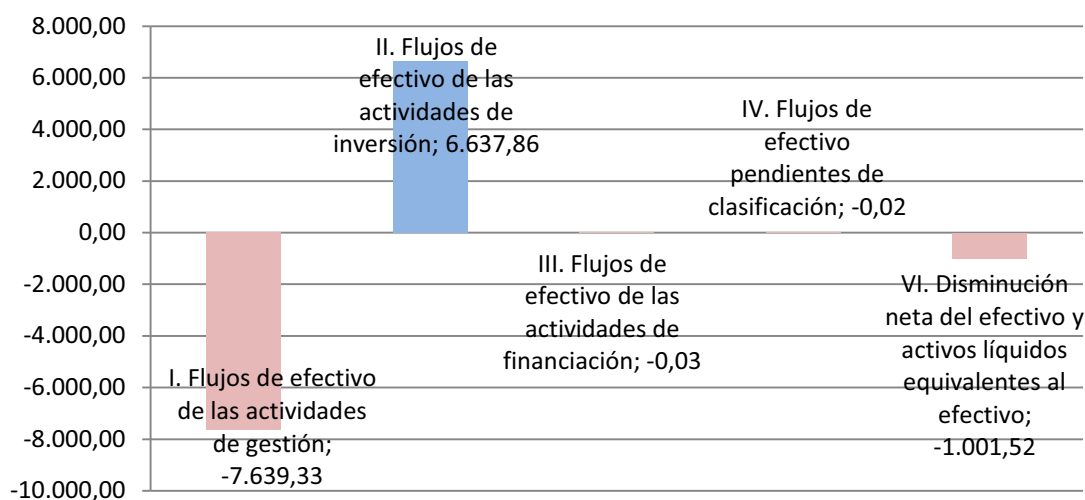 8.000,00
6.000,00
4.000,00
2.000,00
0,00
-2.000,00
-4.000,00
-6.000,00
-8.000,00
-10.000,00
I. Flujos de efectivo
de las actividades
de gestión;
-7.639,33
II. Flujos de
efectivo de las
actividades de
inversión; 6.637,86
III. Flujos de
efectivo de las
actividades de
financiación; -0,03
IV. Flujos de
efectivo
pendientes de
clasificación; -0,02
VI. Disminución
neta del efectivo y
activos líquidos
equivalentes al
efectivo;
-1.001,52